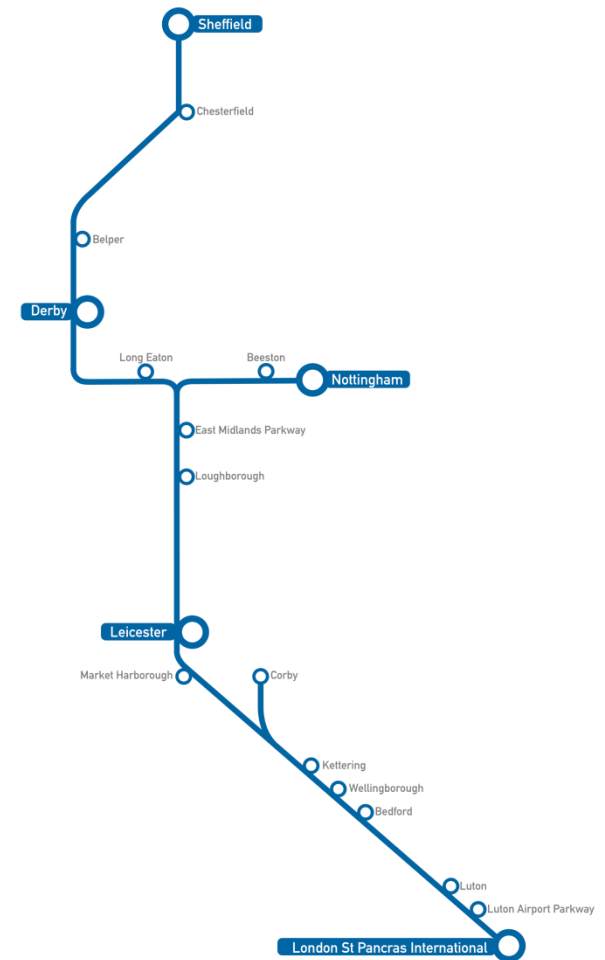 Sheffield
Chesterfield
Belper
Derby
Long Eaton
Beeston
Nottingham
East Midlands Parkway
Loughborough
Leicester
Market Harborough
Corby
Kettering
Wellingborough
Bedford
Luton
Luton Airport Parkway
London St Pancras International